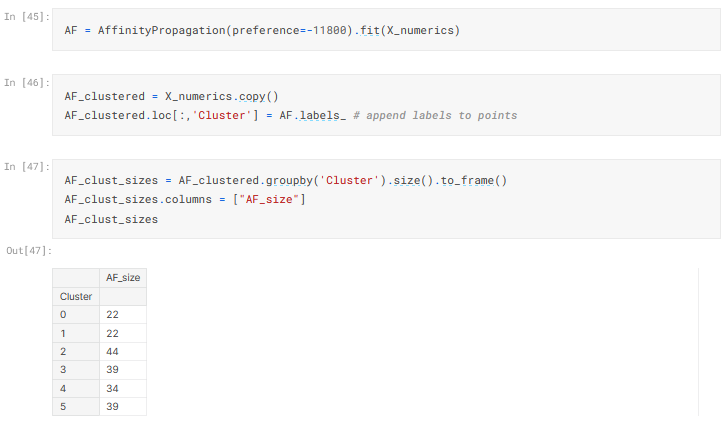 In [45]:
AF = AffinityPropagation(preference=-11800).fit(X_numerics)
In [46]:
AF_clustered = X_numerics.copy()
AF_clustered.loc[:,'Cluster'] = AF.labels_ # append labels to points
In [47]:
AF_clust_sizes = AF_clustered.groupby('Cluster').size().to_frame()
AF_clust_sizes.columns = ["AF_size"]
AF_clust_sizes
Out[47]:
AF_size
Cluster
0 22
1 22
2 44
3 39
4 34
5 39